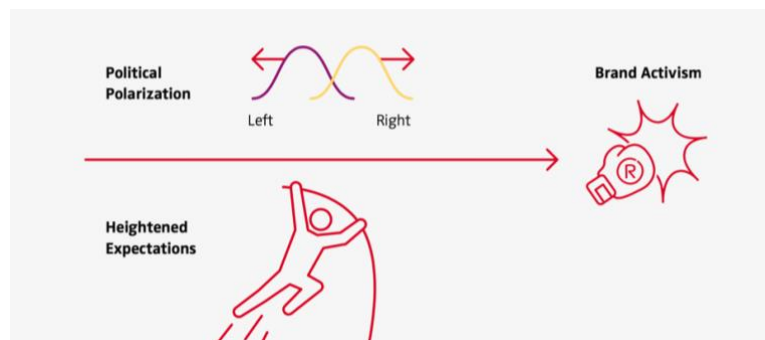 Political
Polarization
Left
Right
Brand Activism
®
Heightened
Expectations